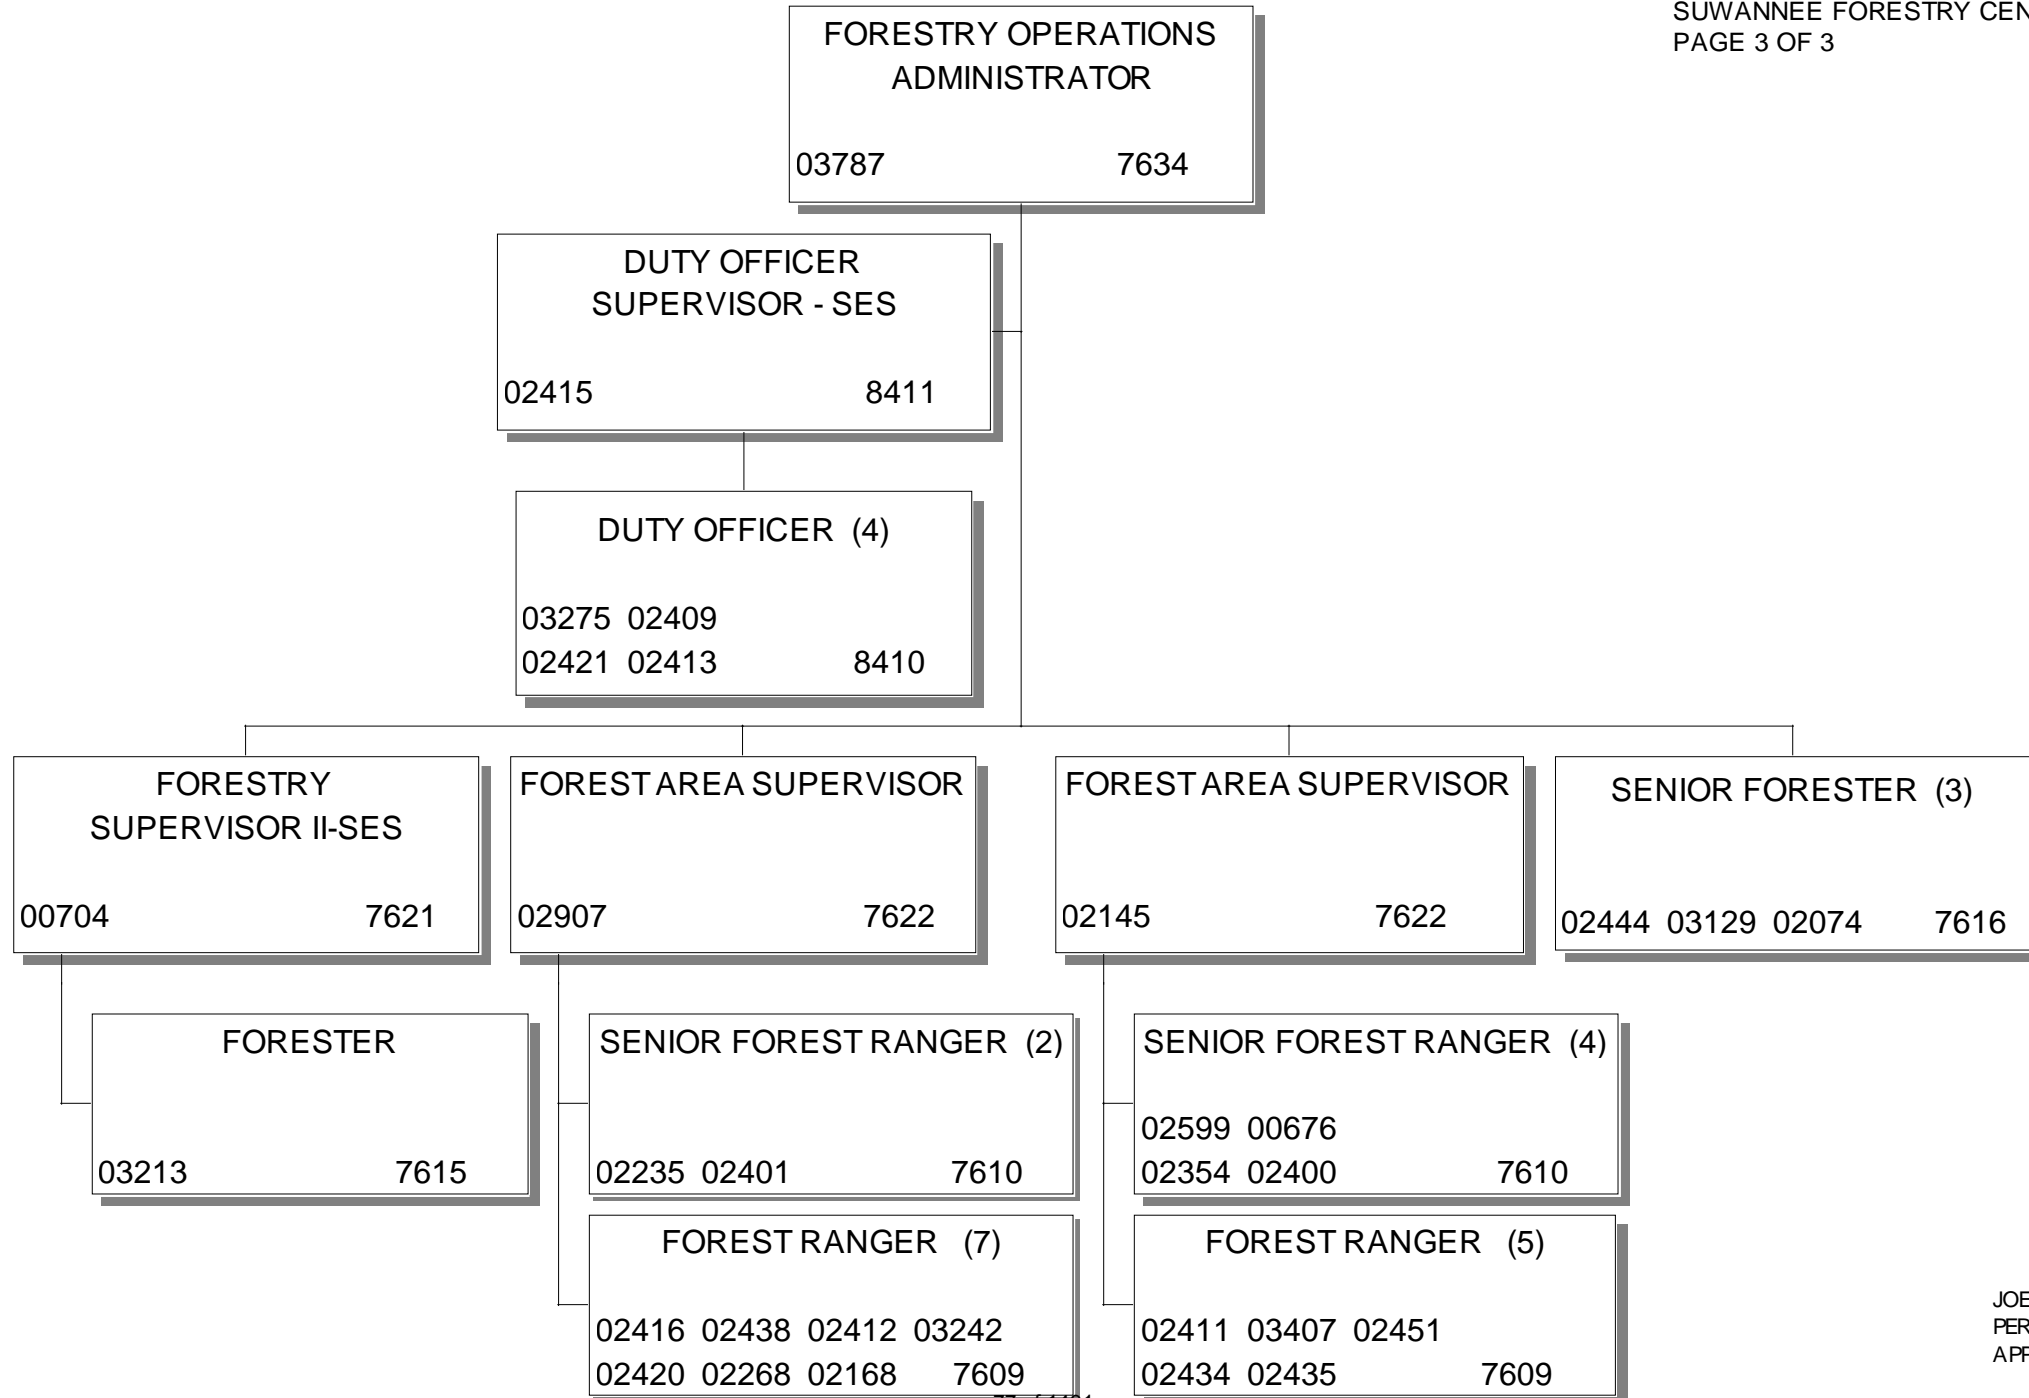 SUWANNEE FORESTRY CEN
PAGE 3 OF 3
FORESTRY OPERATIONS
ADMINISTRATOR
03787 7634
DUTY OFFICER
SUPERVISOR - SES
02415 8411
DUTY OFFICER (4)
03275 02409
02421 02413 8410
FORESTRY
SUPERVISOR II-SES
00704 7621
FOREST AREA SUPERVISOR
02907 7622
FOREST AREA SUPERVISOR
02145 7622
SENIOR FORESTER (3)
02444 03129 02074 7616
FORESTER
03213 7615
SENIOR FOREST RANGER (2)
02235 02401 7610
SENIOR FOREST RANGER (4)
02599 00676
02354 02400 7610
FOREST RANGER (7)
02416 02438 02412 03242
02420 02268 02168 7609
FOREST RANGER (5)
02411 03407 02451
02434 02435 7609
JOE
PER
APP